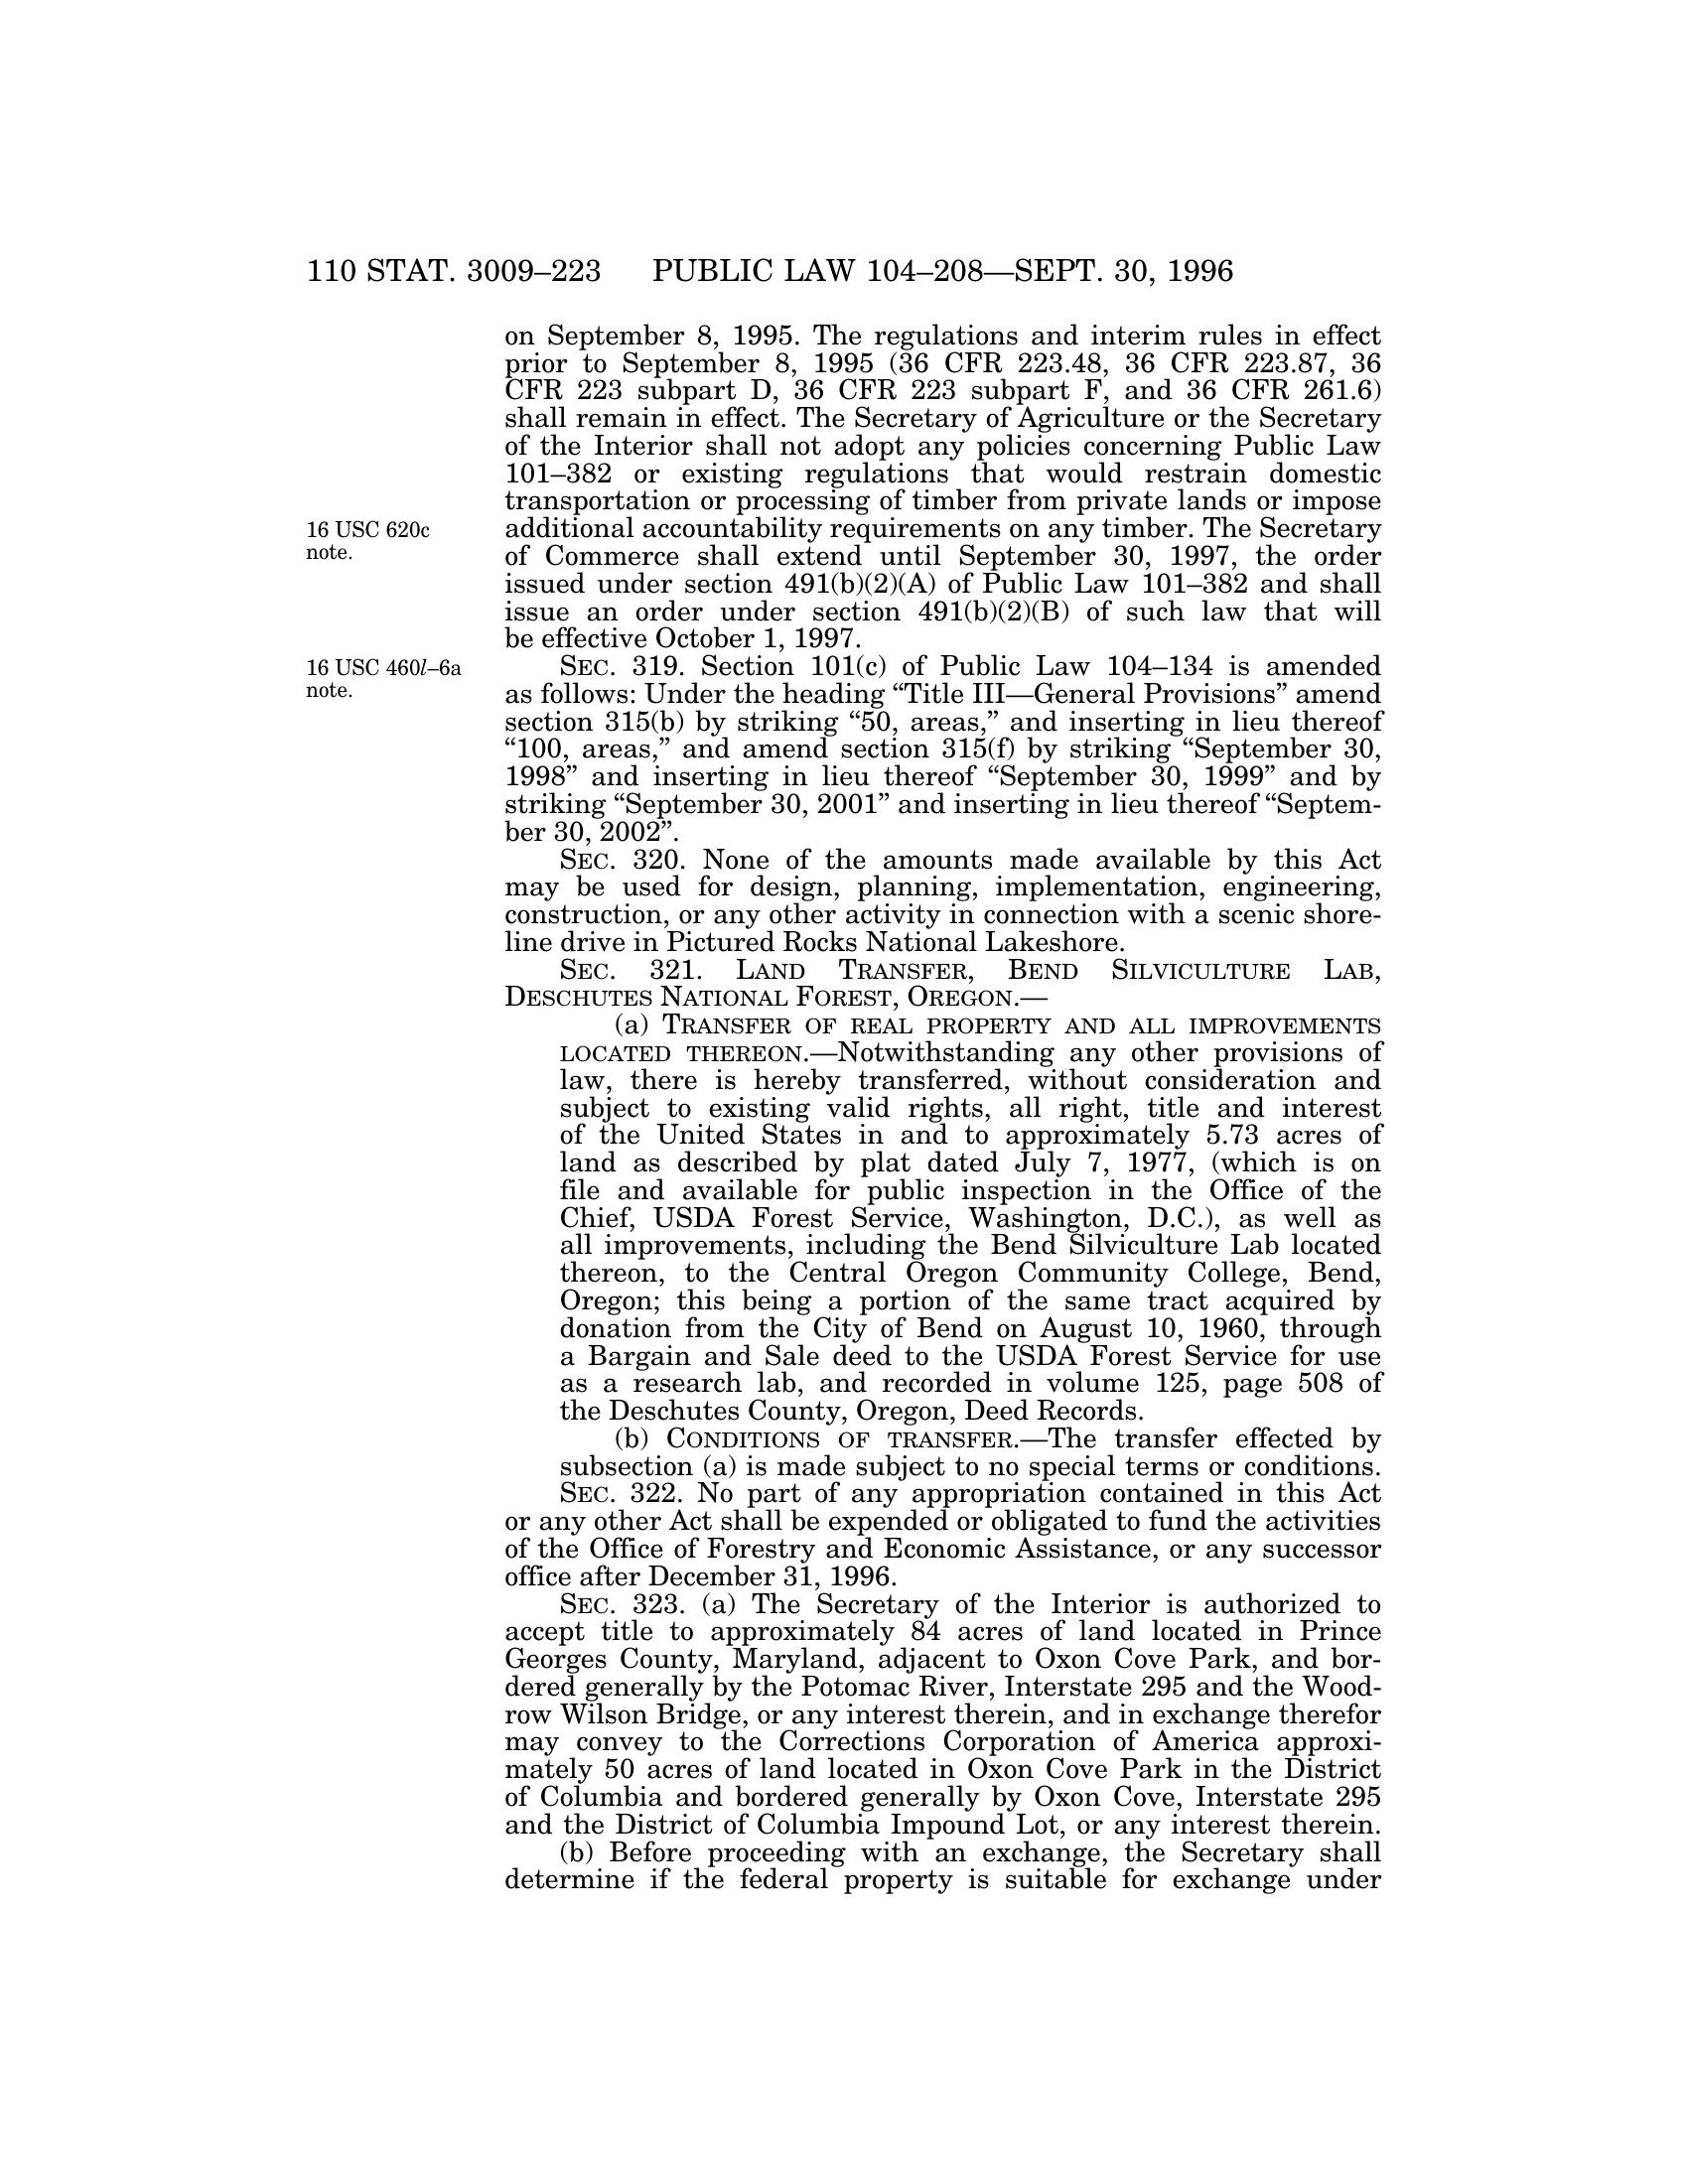 110 STAT. 3009–223 PUBLIC LAW 104–208—SEPT. 30, 1996
on September 8, 1995. The regulations and interim rules in effect
prior to September 8, 1995 (36 CFR 223.48, 36 CFR 223.87, 36
CFR 223 subpart D, 36 CFR 223 subpart F, and 36 CFR 261.6)
shall remain in effect. The Secretary of Agriculture or the Secretary
of the Interior shall not adopt any policies concerning Public Law
101–382 or existing regulations that would restrain domestic
transportation or processing of timber from private lands or impose
additional accountability requirements on any timber. The Secretary
of Commerce shall extend until September 30, 1997, the order
issued under section 491(b)(2)(A) of Public Law 101–382 and shall
issue an order under section 491(b)(2)(B) of such law that will
be effective October 1, 1997.
16 USC 620c
note.
SEC. 319. Section 101(c) of Public Law 104–134 is amended
as follows: Under the heading “Title III—General Provisions” amend
section 315(b) by striking “50, areas,” and inserting in lieu thereof
“100, areas,” and amend section 315(f) by striking “September 30,
1998” and inserting in lieu thereof “September 30, 1999” and by
striking “September 30, 2001” and inserting in lieu thereof “Septem-
ber 30, 2002”.
16 USC 460l–6a
note.
SEC. 320. None of the amounts made available by this Act
may be used for design, planning, implementation, engineering,
construction, or any other activity in connection with a scenic shore-
line drive in Pictured Rocks National Lakeshore.
SEC. 321. LAND TRANSFER, BEND SILVICULTURE LAB,
DESCHUTES NATIONAL FOREST, OREGON.—
(a) TRANSFER OF REAL PROPERTY AND ALL IMPROVEMENTS
LOCATED THEREON.—Notwithstanding any other provisions of
law, there is hereby transferred, without consideration and
subject to existing valid rights, all right, title and interest
of the United States in and to approximately 5.73 acres of
land as described by plat dated July 7, 1977, (which is on
file and available for public inspection in the Office of the
Chief, USDA Forest Service, Washington, D.C.), as well as
all improvements, including the Bend Silviculture Lab located
thereon, to the Central Oregon Community College, Bend,
Oregon; this being a portion of the same tract acquired by
donation from the City of Bend on August 10, 1960, through
a Bargain and Sale deed to the USDA Forest Service for use
as a research lab, and recorded in volume 125, page 508 of
the Deschutes County, Oregon, Deed Records.
(b) CONDITIONS OF TRANSFER.—The transfer effected by
subsection (a) is made subject to no special terms or conditions.
SEC. 322. No part of any appropriation contained in this Act
or any other Act shall be expended or obligated to fund the activities
of the Office of Forestry and Economic Assistance, or any successor
office after December 31, 1996.
SEC. 323. (a) The Secretary of the Interior is authorized to
accept title to approximately 84 acres of land located in Prince
Georges County, Maryland, adjacent to Oxon Cove Park, and bor-
dered generally by the Potomac River, Interstate 295 and the Wood-
row Wilson Bridge, or any interest therein, and in exchange therefor
may convey to the Corrections Corporation of America approxi-
mately 50 acres of land located in Oxon Cove Park in the District
of Columbia and bordered generally by Oxon Cove, Interstate 295
and the District of Columbia Impound Lot, or any interest therein.
(b) Before proceeding with an exchange, the Secretary shall
determine if the federal property is suitable for exchange under